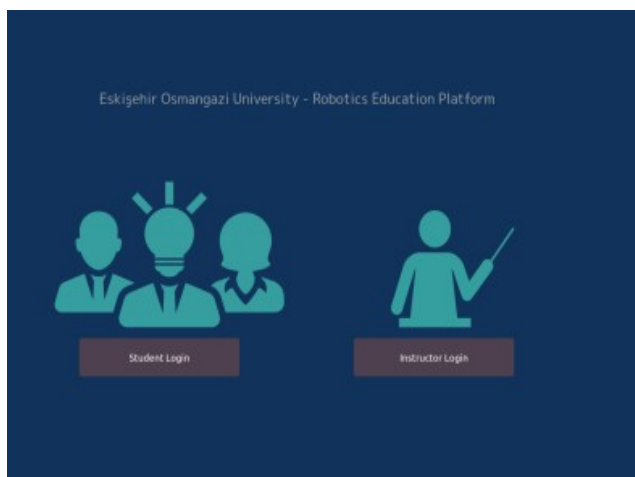 Eskişehir Osmangazi University - Robotics Education Platform
Student Login
Instructor Login